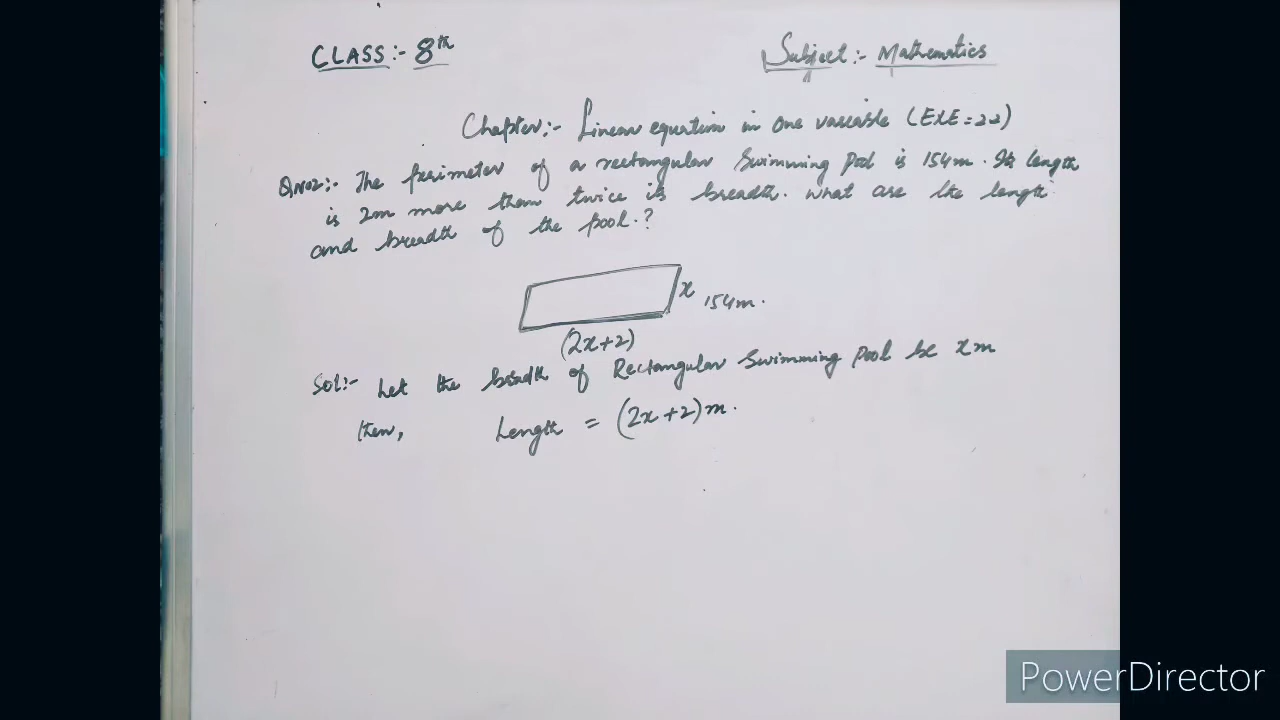 CLASS:- 8th
Subject:- Mathematics
Chapter:- Linear equation in one variable (EXE = 2.2)
QNO2:- The perimeter of a rectangular Swimming pool is 154m. Its length
is 2m more than twice its breadth. What are the length
and breadth of the pool.?
x 154m.
(2x+2)
Sol:- Let the breadth of Rectangular Swimming pool be xm
then, Length = (2x+2)m.
PowerDirector